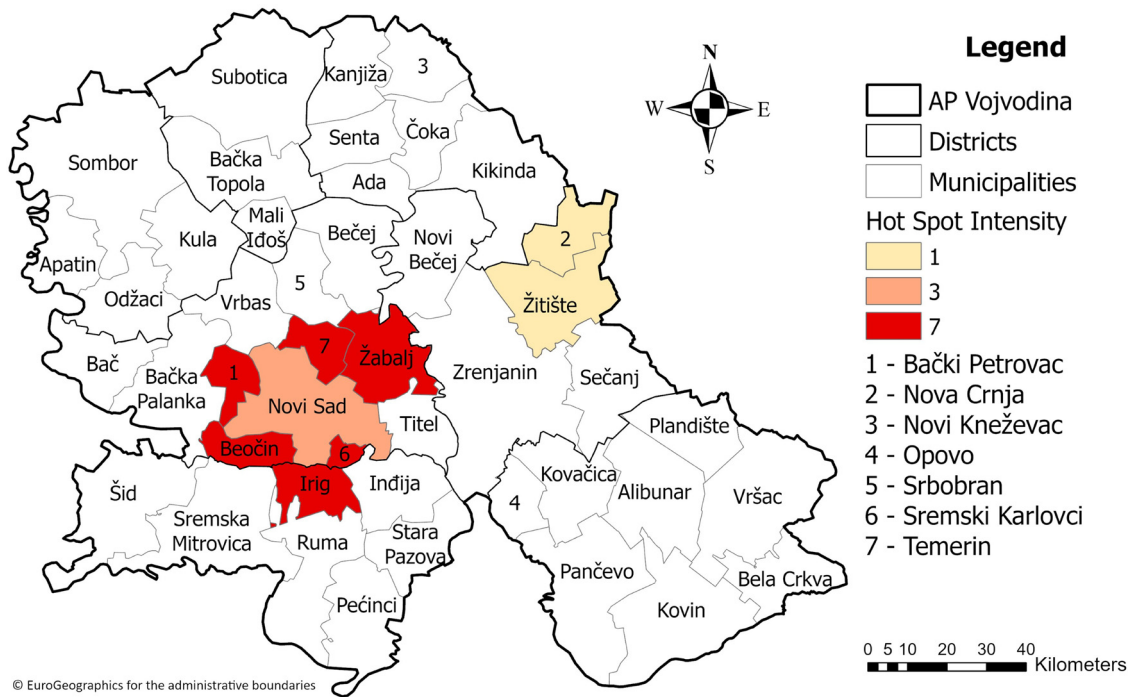 Subotica
Kanjiža
3
Čoka
Senta
Sombor
Bačka
Topola
Ada
Kikinda
Mali
Iđoš
Bečej
Novi
Bečej
2
Kula
Apatin
Odžaci
5
Vrbas
Žitište
7
Žabalj
Bač
Bačka
Palanka
1
Zrenjanin
Sečanj
Novi Sad
Titel
Plandište
Beočin
6
Irig
Inđija
Kovačica
Alibunar
Vršac
Šid
4
Sremska
Mitrovica
Ruma
Stara
Pazova
Pančevo
Bela Crkva
Pećinci
Kovin
N
W
E
S
Legend
AP Vojvodina
Districts
Municipalities
Hot Spot Intensity
1
3
7
1 - Bački Petrovac
2 - Nova Crnja
3 - Novi Kneževac
4 - Opovo
5 - Srbobran
6 - Sremski Karlovci
7 - Temerin
0 5 10 20 30 40
Kilometers
© EuroGeographics for the administrative boundaries